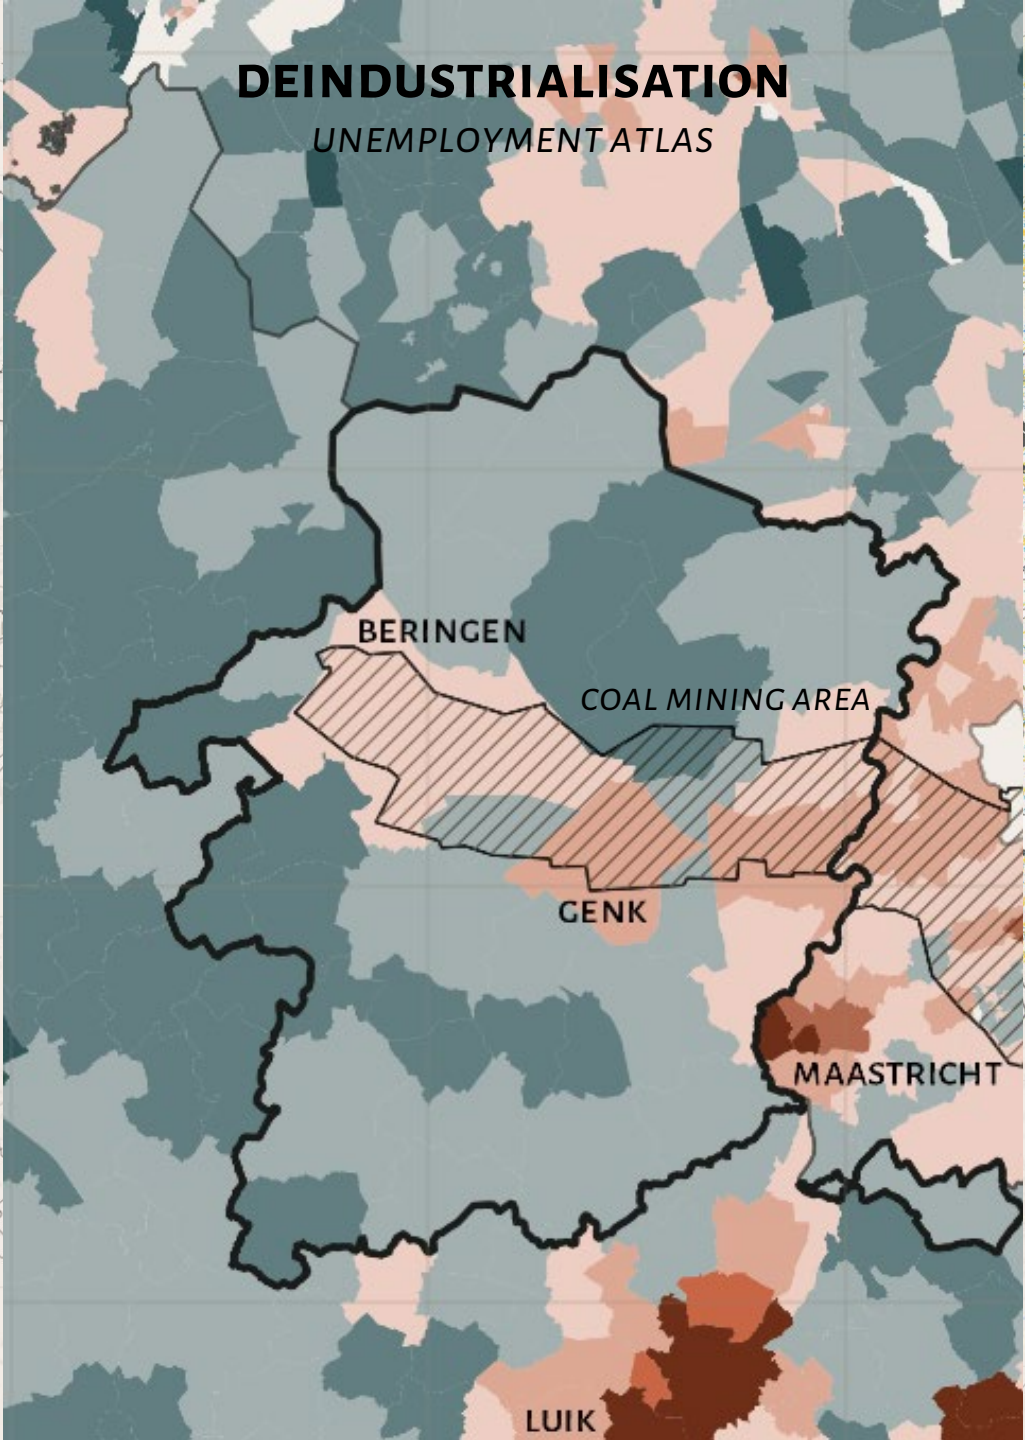 DEINDUSTRIALISATION
UNEMPLOYMENT ATLAS
BERINGEN
COAL MINING AREA
GENK
MAASTRICHT
LUIK